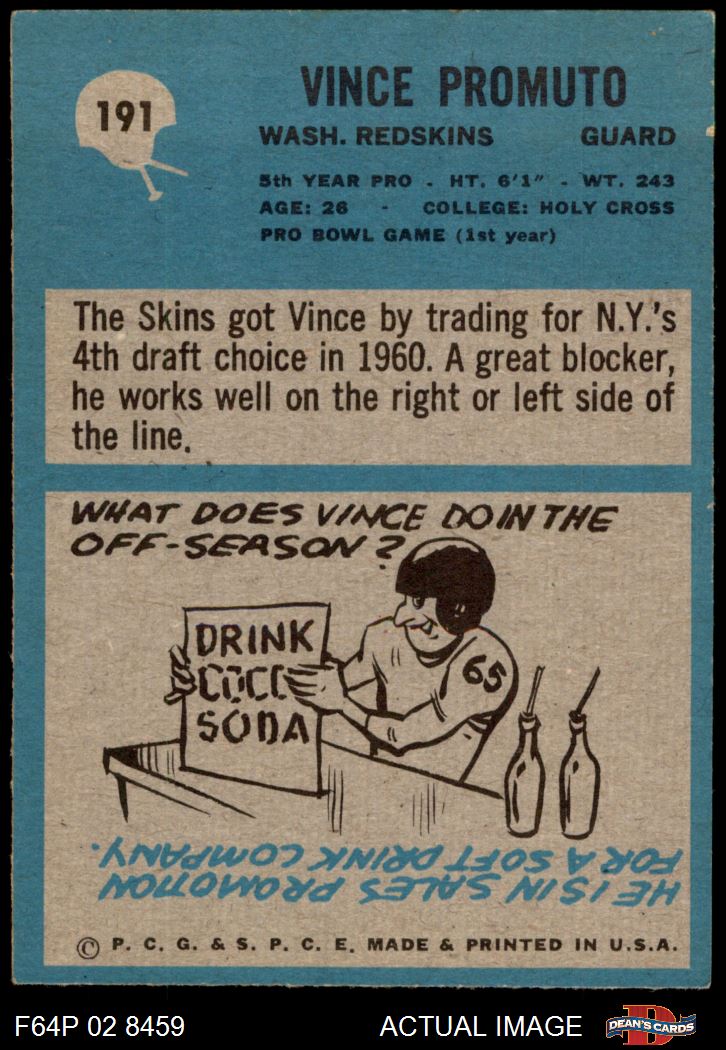 191
VINCE PROMUTO
WASH. REDSKINS GUARD
5th YEAR PRO - HT. 6'1" - WT. 243
AGE: 26 - COLLEGE: HOLY CROSS
PRO BOWL GAME (1st year)
The Skins got Vince by trading for N.Y.'s
4th draft choice in 1960. A great blocker,
he works well on the right or left side of
the line.
WHAT DOES VINCE DO IN THE
OFF-SEASON?
DRINK
COCO
SODA
65
HE IS IN SALES PROMOTION
FOR A SOFT DRINK COMPANY.
© P. C. G. & S. P. C. E. MADE & PRINTED IN U.S.A.
F64P 02 8459 ACTUAL IMAGE
D
DEAN'S CARDS